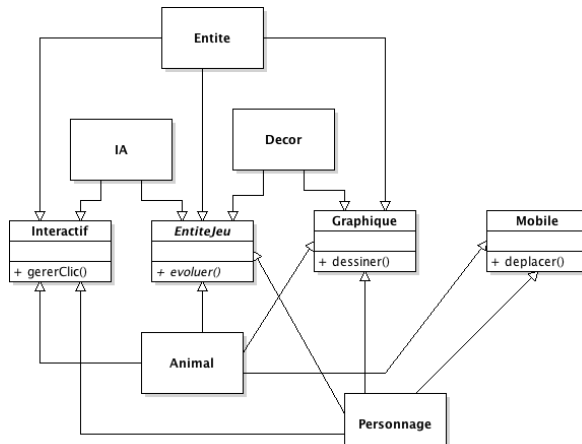 Entite
IA
Decor
Interactif
+ gererClic()
EntiteJeu
+ evoluer()
Graphique
+ dessiner()
Mobile
+ deplacer()
Animal
Personnage